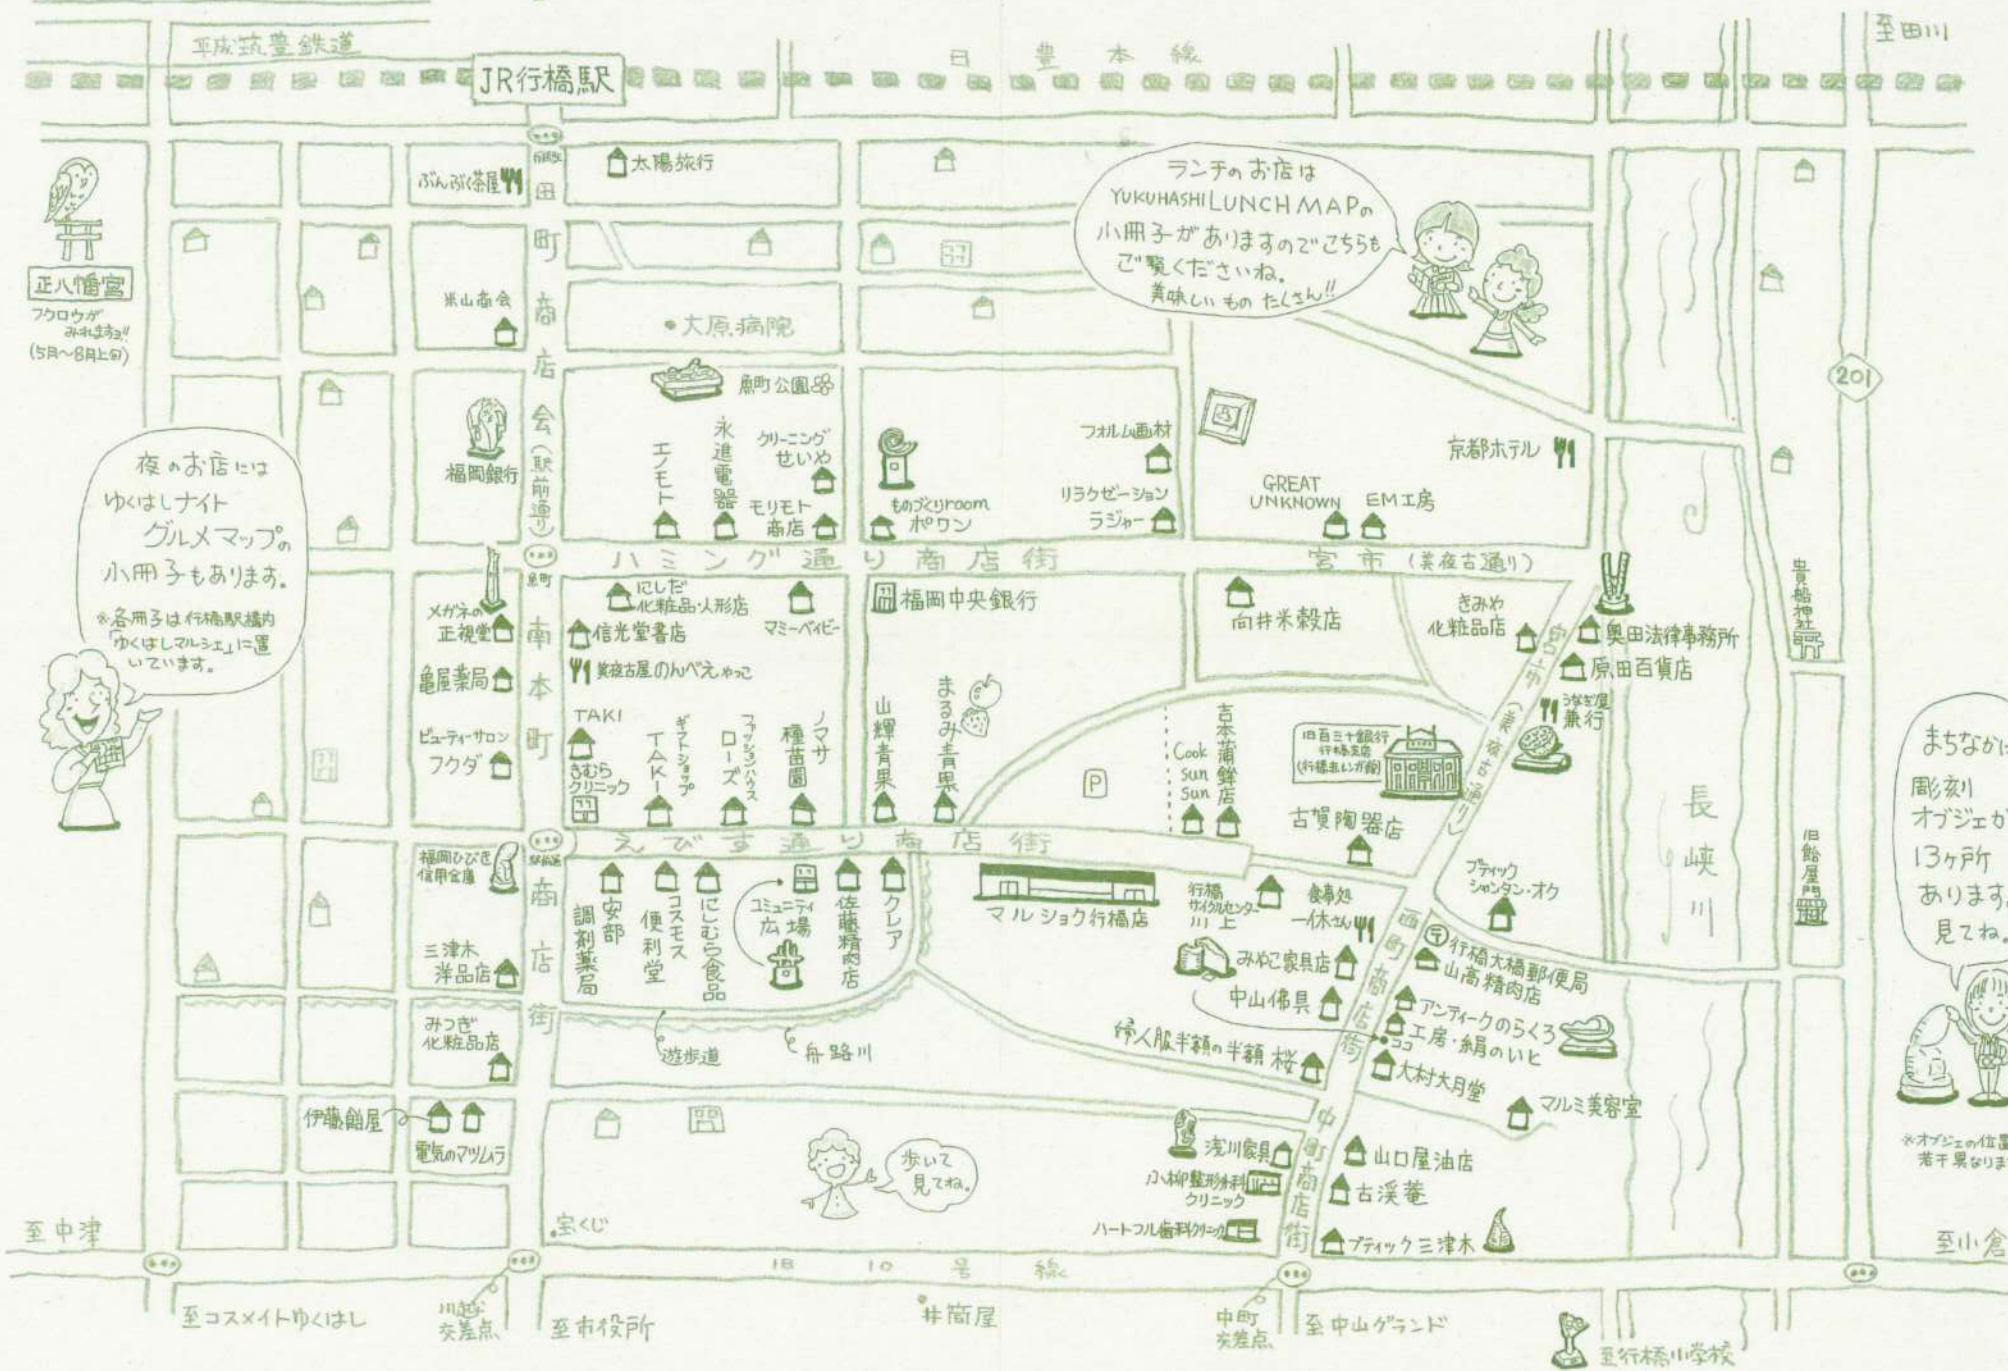 平成筑豊鉄道
JR行橋駅
日豊本線
至田川
ぶんぶく茶屋
太陽旅行
田町商店会(駅前通り)
ランチのお店は
YUKUHASHI LUNCH MAPの
小冊子がありますのでこちらも
ご覧くださいね。
美味しいもの たくさん!!
正八幡宮
フクロウが
みれますョ!!
(5月〜8月上旬)
米山商会
大原病院
201
魚町公園
福岡銀行
エノモト
永進電器
クリーニング
せいや
モリモト
商店
ものづくりroom
ポワン
フォルム画材
リラクゼーション
ラジャー
GREAT
UNKNOWN
EM工房
京都ホテル
夜のお店には
ゆくはしナイト
グルメマップの
小冊子もあります。
※各冊子は行橋駅構内
「ゆくはしマルシェ」に置
いています。
ハミング通り商店街
宮市(美夜古通り)
魚町
南本町商店街
メガネの
正視堂
にしだ
化粧品・人形店
マミーベイビー
信光堂書店
福岡中央銀行
向井米穀店
きみや
化粧品店
宮市(美夜古通り)
奥田法律事務所
原田百貨店
貴船神社
亀屋薬局
美夜古屋のんべえやっこ
うなぎ屋
兼行
ビューティーサロン
フクダ
TAKI
きむら
クリニック
ギフトショップ
TAKI
ファッションハウス
ローズ
ノマサ
種苗園
山輝青果
まるみ青果
P
Cook
sun
sun
吉本蒲鉾店
旧百三十銀行
行橋支店
(行橋赤レンガ館)
古賀陶器店
長峡川
旧飴屋門
えびす通り商店街
福岡ひびき
信用金庫
安部
調剤薬局
コスモス
便利堂
にしむら食品
コミュニティ
広場
佐藤精肉店
クレア
マルショク行橋店
行橋
サイクルセンター
川上
食事処
一休さん
ブティック
シャンタン・オク
まちなかに
彫刻
オブジェが
13ヶ所
あります。
見てね。
三津木
洋品店
西町商店街
行橋大橋郵便局
山高精肉店
みやこ家具店
中山佛具
アンティークのらくろ
工房・絹のいと
ココ
みつぎ
化粧品店
遊歩道
舟路川
婦人服半額の半額 桜
大村大月堂
マルミ美容室
伊藤飴屋
電気のマツムラ
歩いて
見てね。
中町商店街
浅川家具
小柳整形外科
クリニック
ハートフル歯科クリニック
山口屋油店
古渓菴
ブティック三津木
※オブジェの位置
若干異なりま
至中津
宝くじ
旧10号線
至小倉
至コスメイトゆくはし
川越
交差点
至市役所
井筒屋
中町
交差点
至中山グランド
至行橋小学校